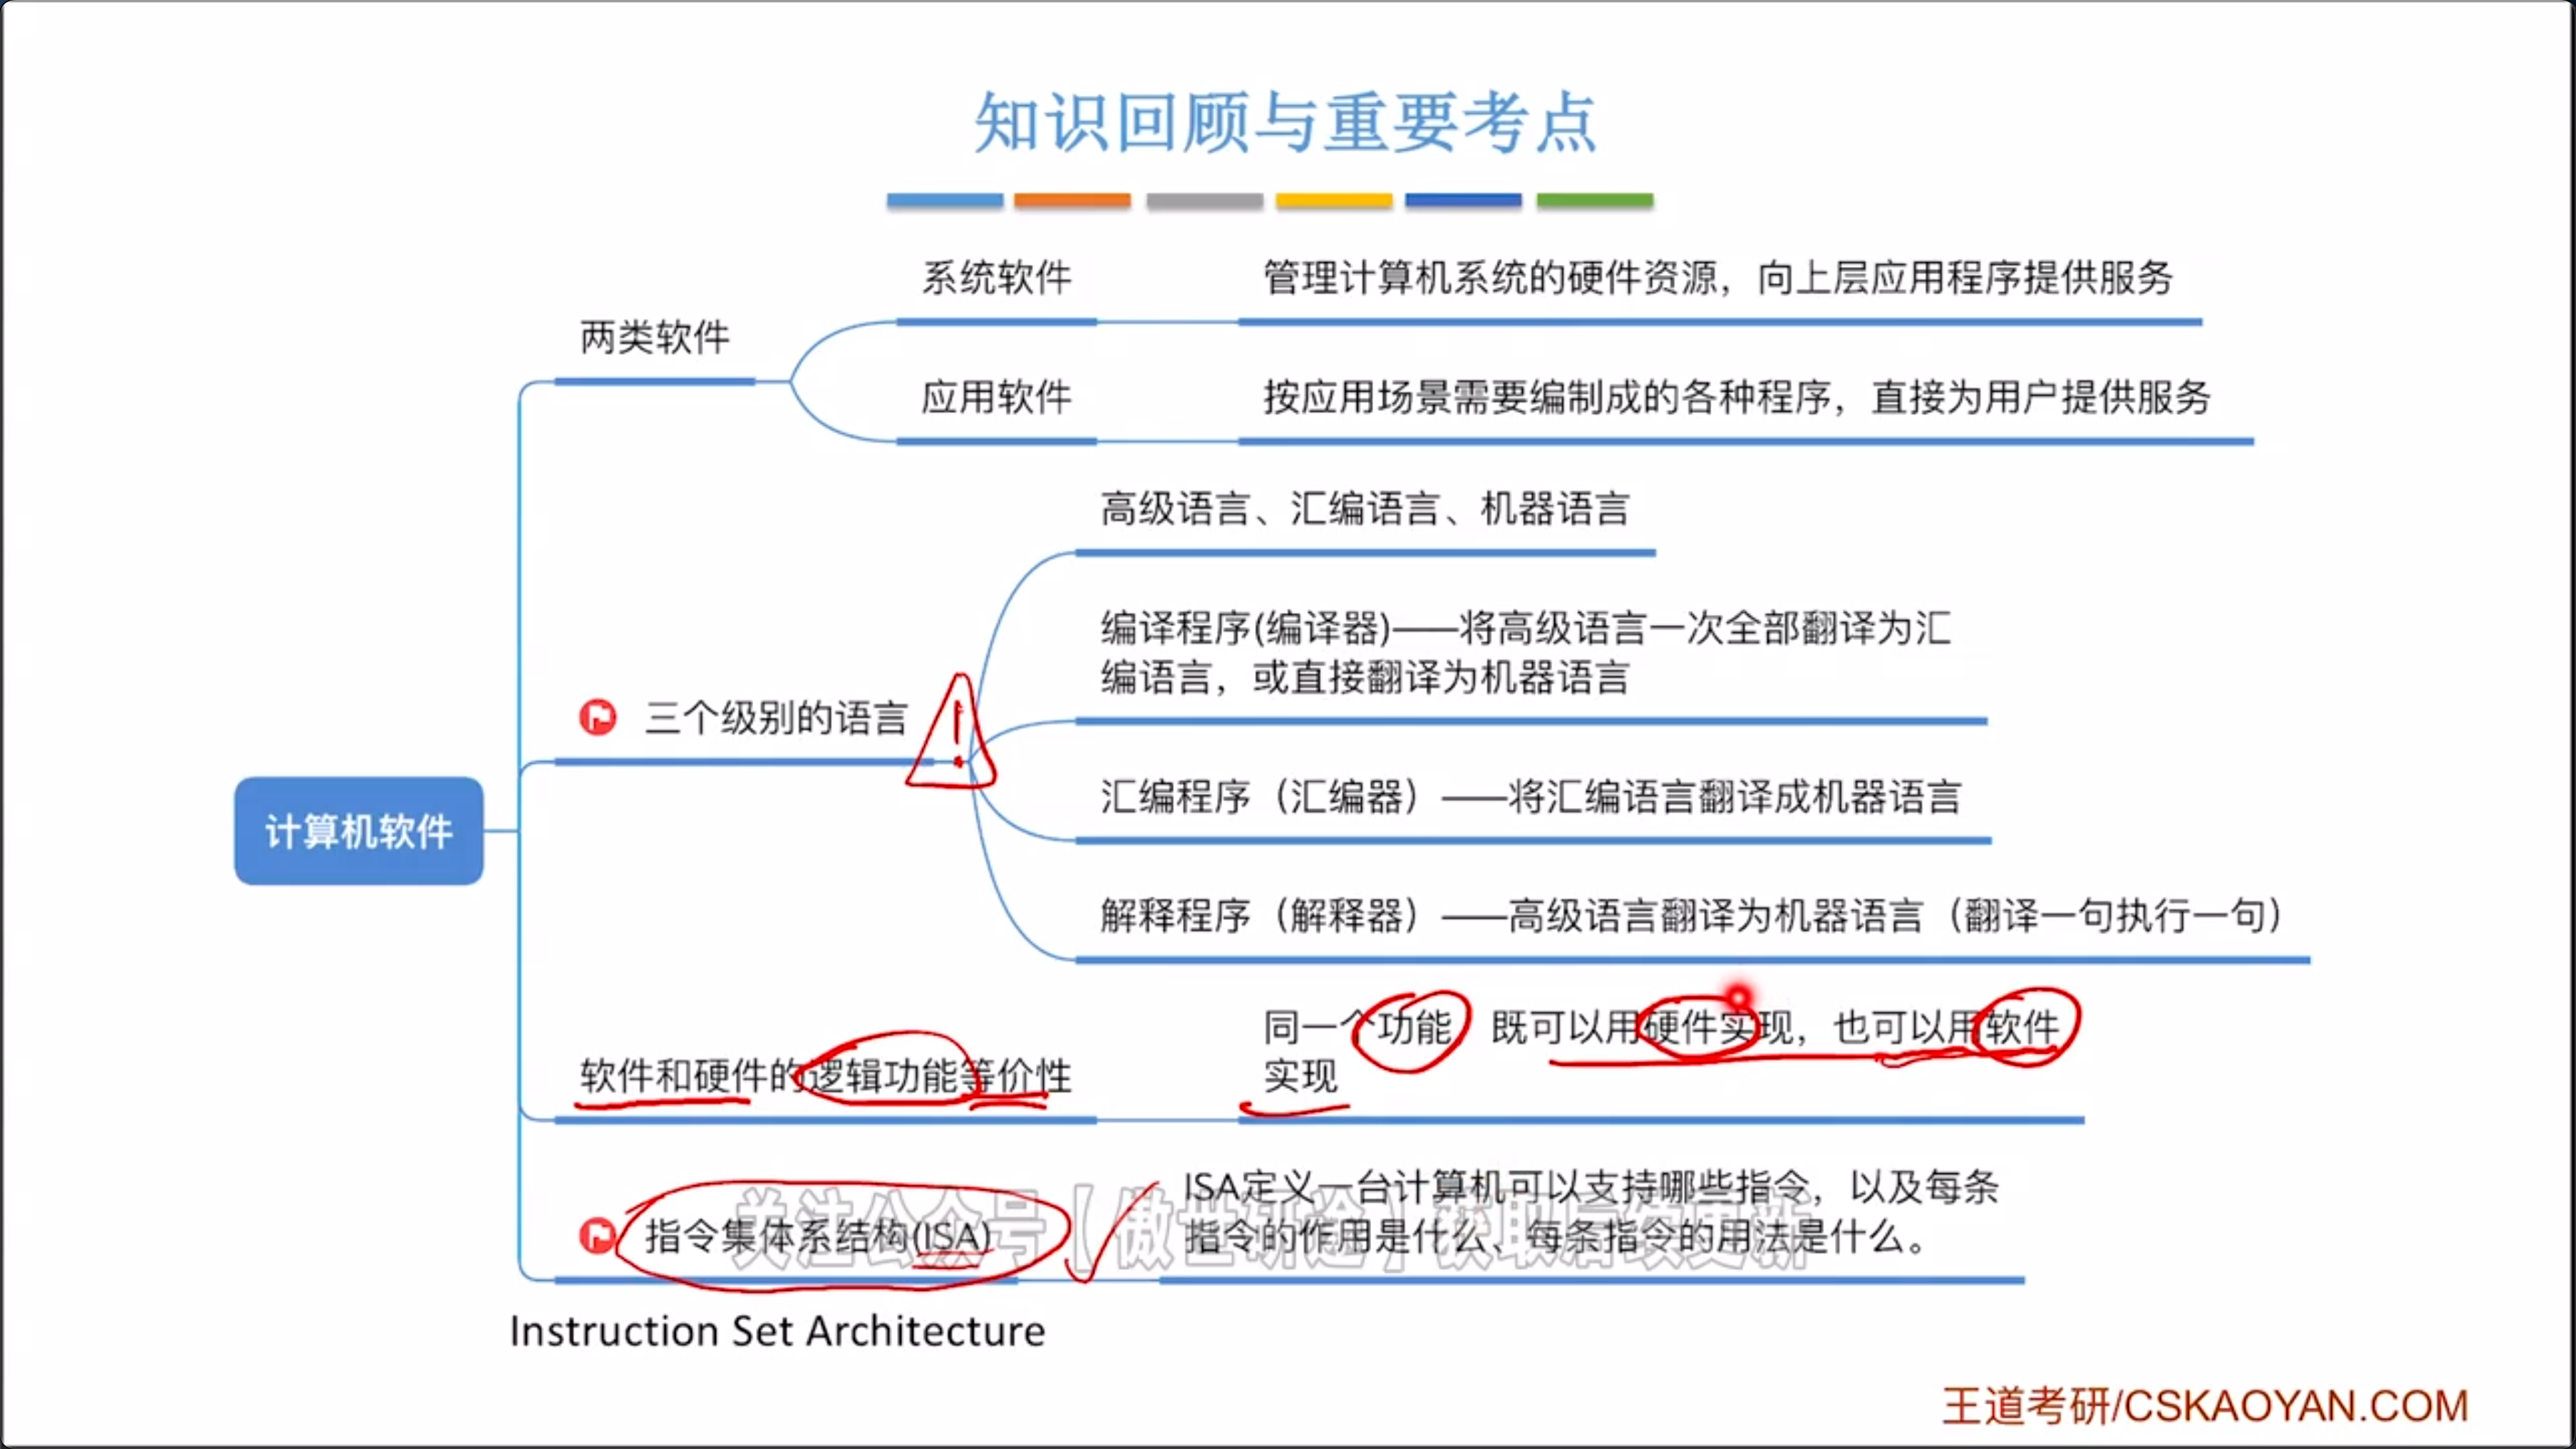 知识回顾与重要考点
两类软件
系统软件
管理计算机系统的硬件资源，向上层应用程序提供服务
应用软件
按应用场景需要编制成的各种程序，直接为用户提供服务
三个级别的语言
高级语言、汇编语言、机器语言
编译程序(编译器)——将高级语言一次全部翻译为汇
编语言，或直接翻译为机器语言
汇编程序（汇编器）——将汇编语言翻译成机器语言
解释程序（解释器）——高级语言翻译为机器语言（翻译一句执行一句）
计算机软件
软件和硬件的逻辑功能等价性
同一个功能 既可以用硬件实现，也可以用软件
实现
指令集体系结构(ISA)
ISA定义一台计算机可以支持哪些指令，以及每条
指令的作用是什么、每条指令的用法是什么。
关注公众号【傲世研途】获取后续更新
Instruction Set Architecture
王道考研/CSKAOYAN.COM